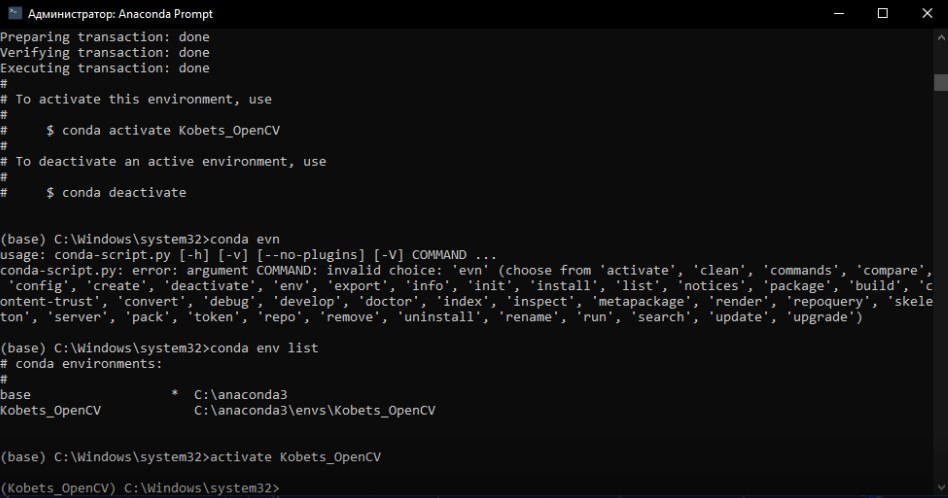 Администратор: Anaconda Prompt
Preparing transaction: done
Verifying transaction: done
Executing transaction: done
#
# To activate this environment, use
#
#     $ conda activate Kobets_OpenCV
#
# To deactivate an active environment, use
#
#     $ conda deactivate
(base) C:\Windows\system32>conda evn
usage: conda-script.py [-h] [-v] [--no-plugins] [-V] COMMAND ...
conda-script.py: error: argument COMMAND: invalid choice: 'evn' (choose from 'activate', 'clean', 'commands', 'compare',
 'config', 'create', 'deactivate', 'env', 'export', 'info', 'init', 'install', 'list', 'notices', 'package', 'build', 'c
ontent-trust', 'convert', 'debug', 'develop', 'doctor', 'index', 'inspect', 'metapackage', 'render', 'repoquery', 'skele
ton', 'server', 'pack', 'token', 'repo', 'remove', 'uninstall', 'rename', 'run', 'search', 'update', 'upgrade')
(base) C:\Windows\system32>conda env list
# conda environments:
#
base                  *  C:\anaconda3
Kobets_OpenCV            C:\anaconda3\envs\Kobets_OpenCV
(base) C:\Windows\system32>activate Kobets_OpenCV
(Kobets_OpenCV) C:\Windows\system32>